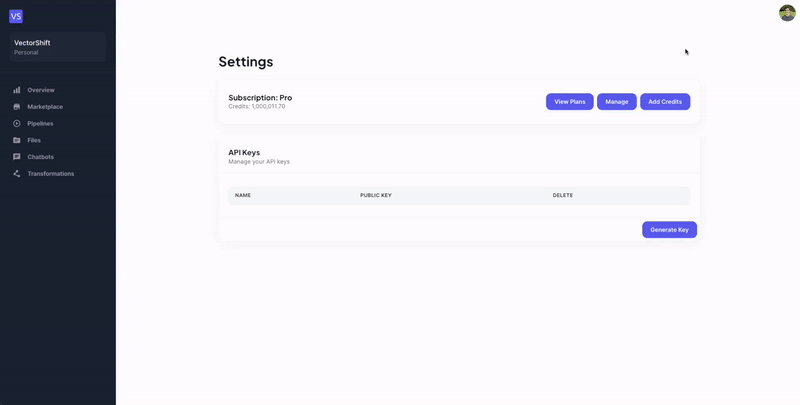 VS
VectorShift
Personal
Overview
Marketplace
Pipelines
Files
Chatbots
Transformations
Settings
Subscription: Pro
Credits: 1,000,011.70
View Plans
Manage
Add Credits
API Keys
Manage your API keys
NAME PUBLIC KEY DELETE
Generate Key